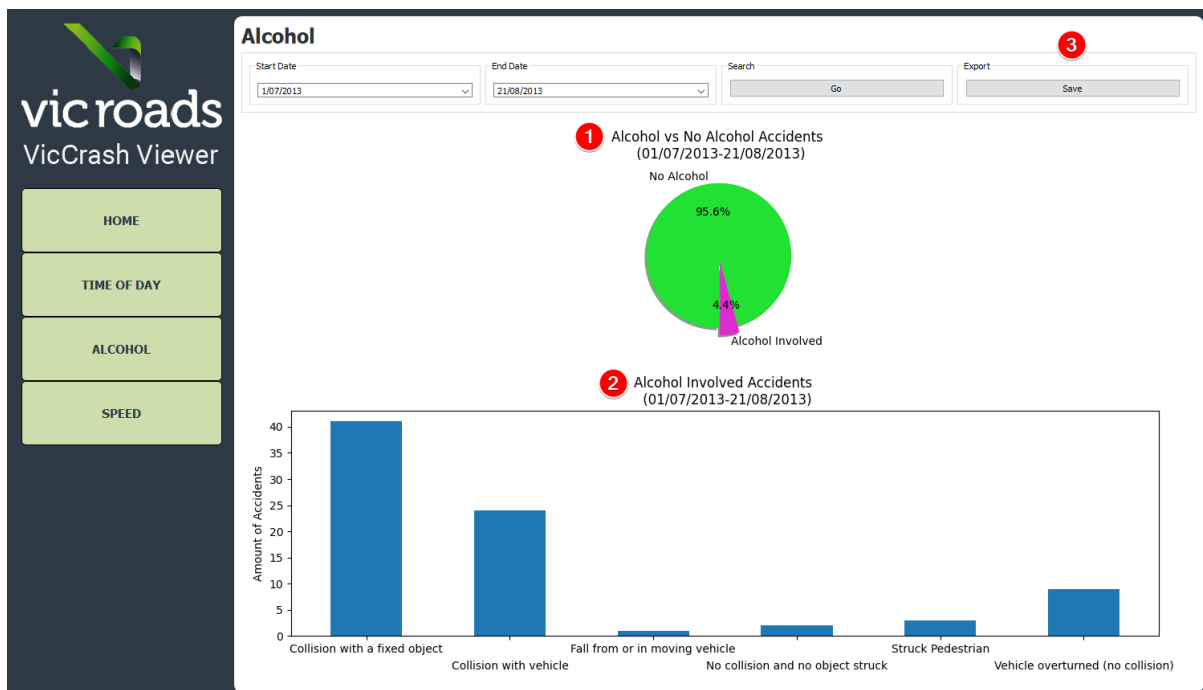 vicroads
VicCrash Viewer
HOME
TIME OF DAY
ALCOHOL
SPEED
Alcohol
3
Start Date
End Date
Search
Export
1/07/2013
21/08/2013
Go
Save
1
Alcohol vs No Alcohol Accidents
(01/07/2013-21/08/2013)
No Alcohol
95.6%
4.4%
Alcohol Involved
2
Alcohol Involved Accidents
(01/07/2013-21/08/2013)
Amount of Accidents
40
35
30
25
20
15
10
5
0
Collision with a fixed object
Collision with vehicle
Fall from or in moving vehicle
No collision and no object struck
Struck Pedestrian
Vehicle overturned (no collision)